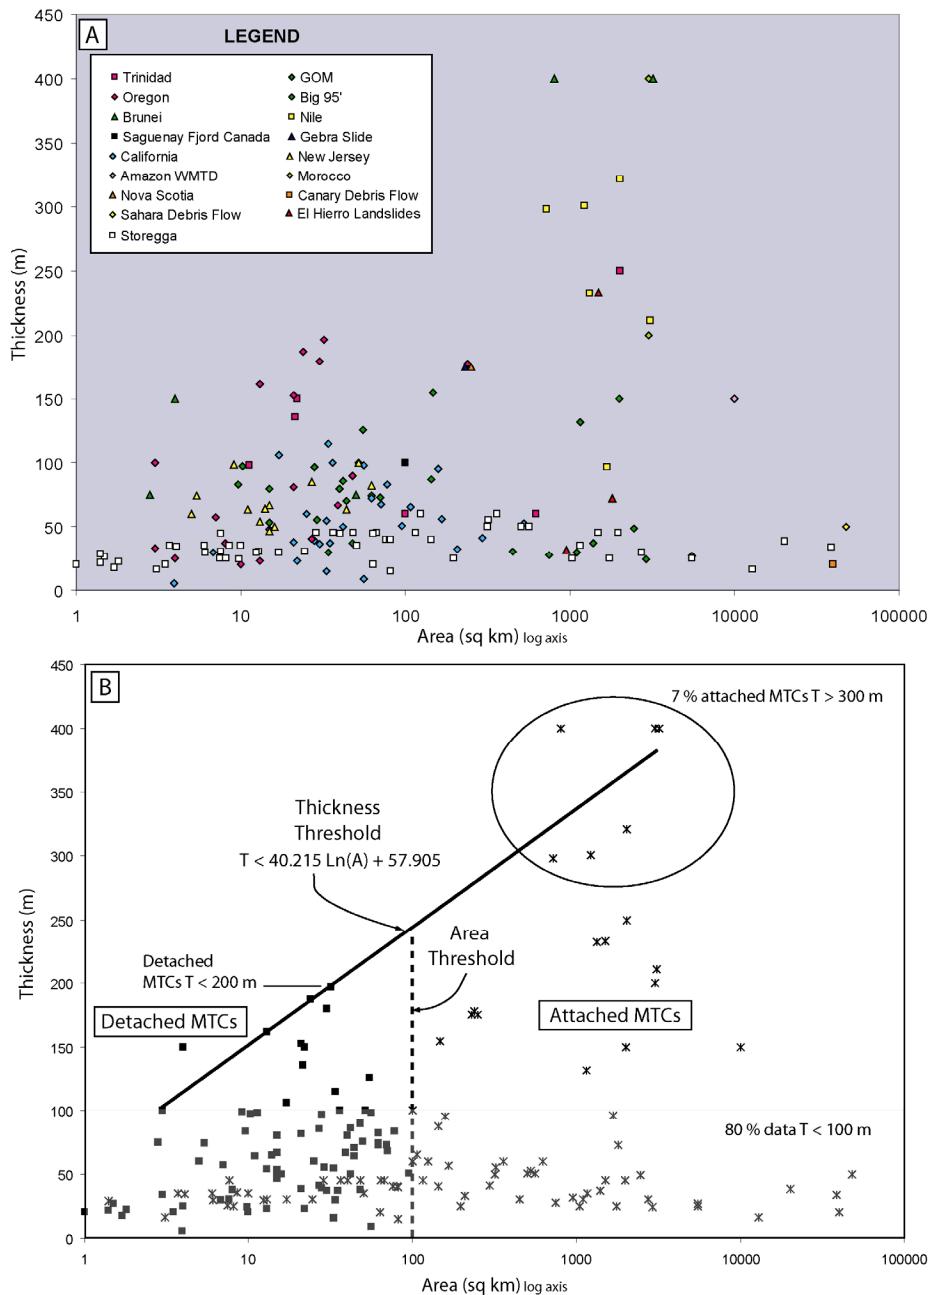 450
A
LEGEND
400
Trinidad
GOM
Oregon
Big 95'
Brunei
Nile
Saguenay Fjord Canada
Gebra Slide
California
New Jersey
Amazon WMTD
Morocco
Nova Scotia
Canary Debris Flow
Sahara Debris Flow
El Hierro Landslides
Storegga
350
300
250
200
150
100
50
0
Thickness (m)
1 10 100 1000 10000 100000
Area (sq km) log axis
450
B
7 % attached MTCs T > 300 m
400
350
Thickness
Threshold
T < 40.215 Ln(A) + 57.905
300
250
Area
Threshold
Detached
MTCs T < 200 m
200
Detached MTCs
Attached MTCs
150
100
80 % data T < 100 m
50
0
Thickness (m)
1 10 100 1000 10000 100000
Area (sq km) log axis